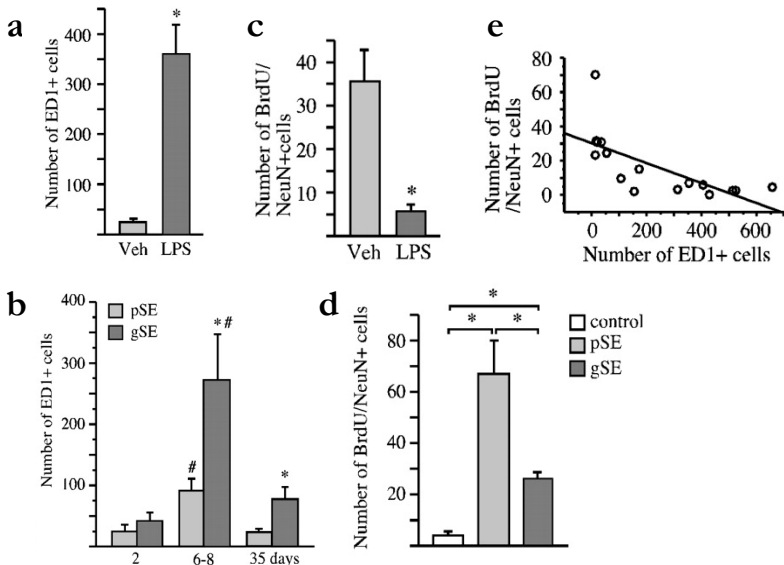 a
Number of ED1+ cells
400
300
200
100
*
Veh
LPS
c
Number of BrdU/
NeuN+cells
40
30
20
10
*
Veh
LPS
e
Number of BrdU
/NeuN+ cells
80
60
40
20
0
0
200
400
600
Number of ED1+ cells
b
Number of ED1+ cells
400
300
200
100
pSE
gSE
#
*#
*
2
6-8
35 days
d
Number of BrdU/NeuN+ cells
80
60
40
20
*
*
*
control
pSE
gSE